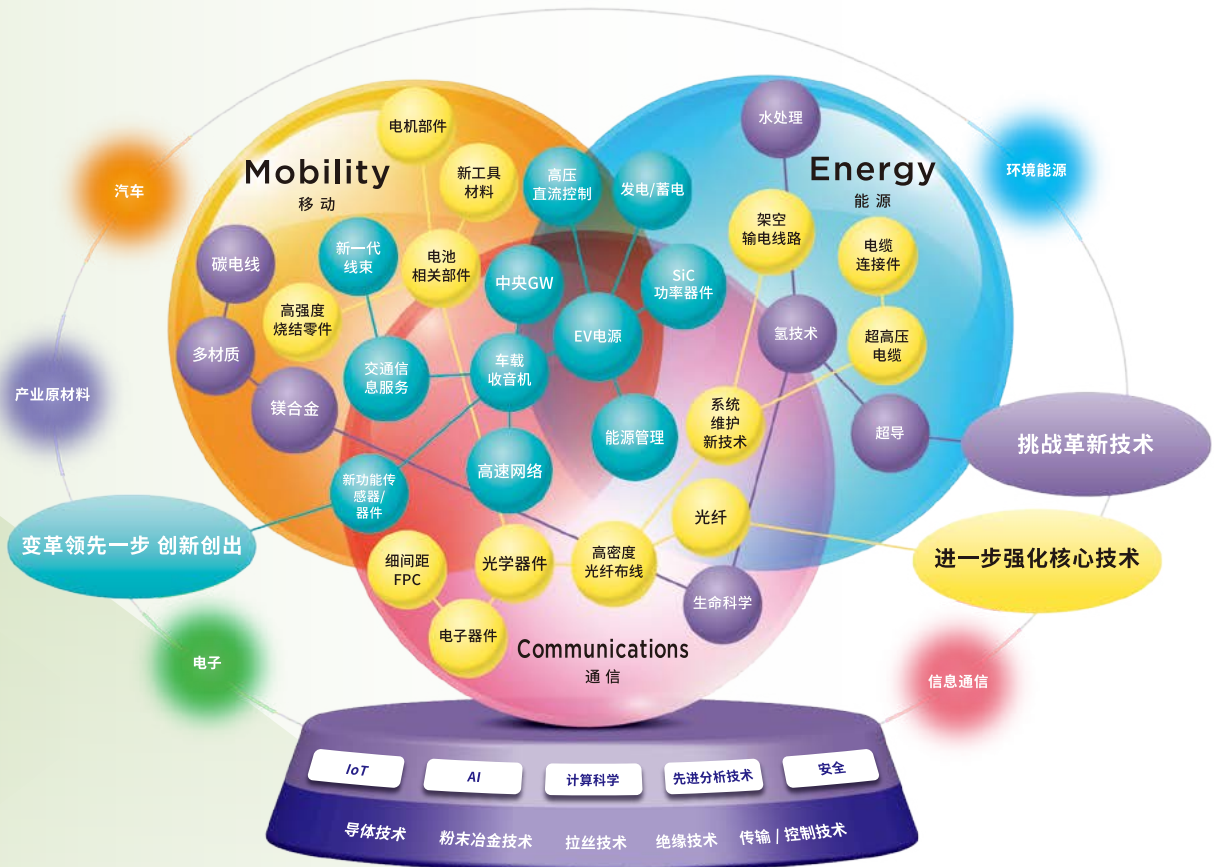 Mobility
移动
Energy
能源
Communications
通信
汽车
环境能源
产业原材料
电子
信息通信
电机部件
新工具
材料
高压
直流控制
发电/蓄电
水处理
架空
输电线路
电缆
连接件
碳电线
新一代
线束
电池
相关部件
中央GW
SiC
功率器件
高强度
烧结零件
多材质
交通信
息服务
车载
收音机
EV电源
氢技术
超高压
电缆
镁合金
能源管理
系统
维护
新技术
超导
高速网络
新功能传
感器/
器件
光纤
细间距
FPC
光学器件
高密度
光纤布线
生命科学
电子器件
挑战革新技术
变革领先一步 创新创出
进一步强化核心技术
IoT
AI
计算科学
先进分析技术
安全
导体技术
粉末冶金技术
拉丝技术
绝缘技术
传输 / 控制技术